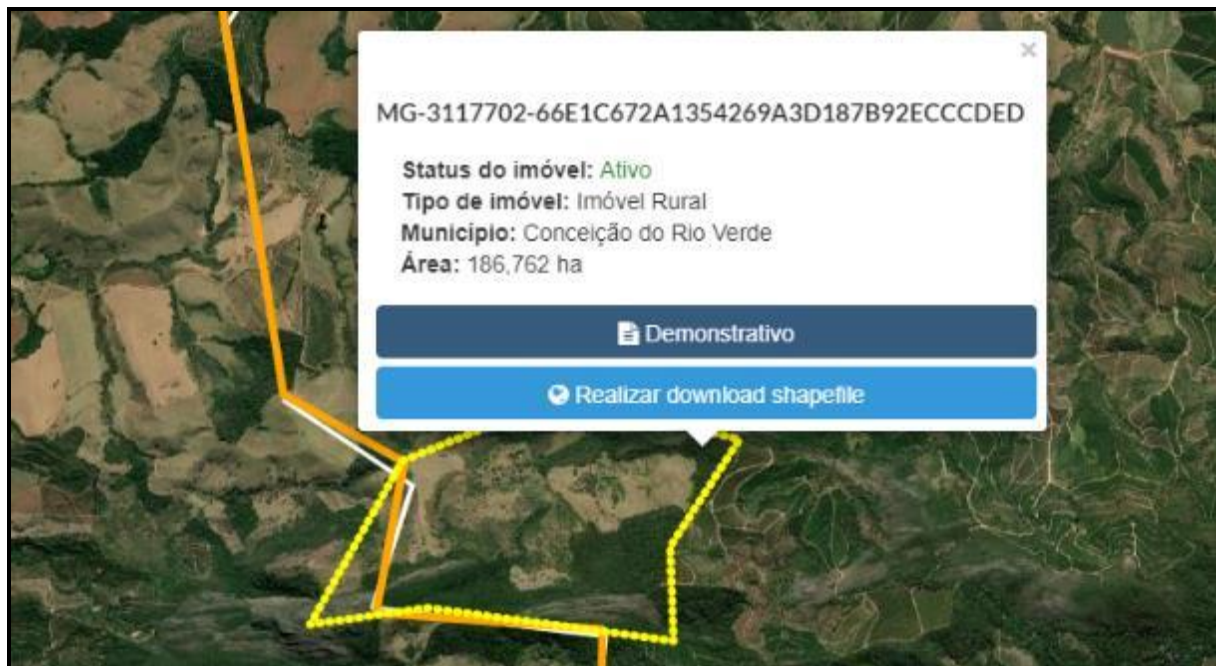 ×
MG-3117702-66E1C672A1354269A3D187B92ECCCDED
Status do imóvel: Ativo
Tipo de imóvel: Imóvel Rural
Município: Conceição do Rio Verde
Área: 186,762 ha
Demonstrativo
Realizar download shapefile